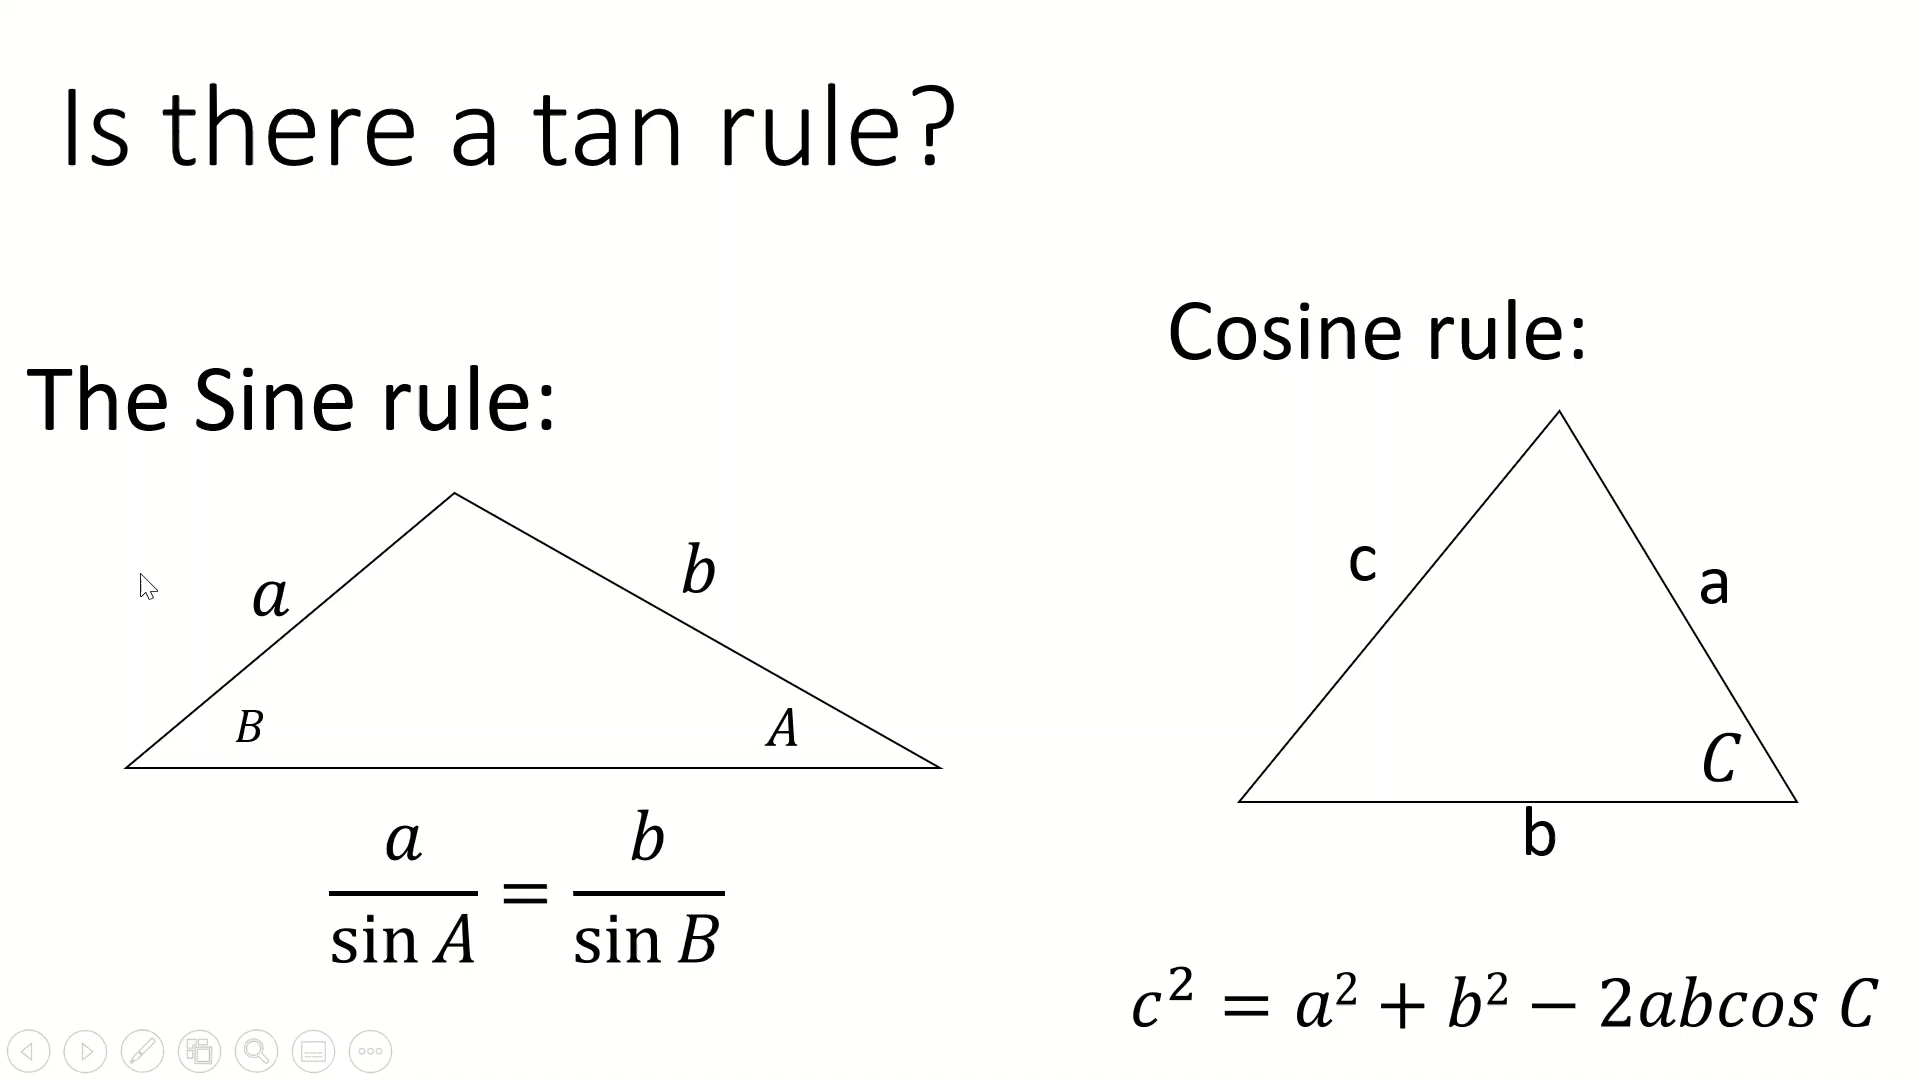 Is there a tan rule?
The Sine rule:
a
b
B
A
a/sin A = b/sin B
Cosine rule:
c
a
C
b
c² = a² + b² − 2abcos C